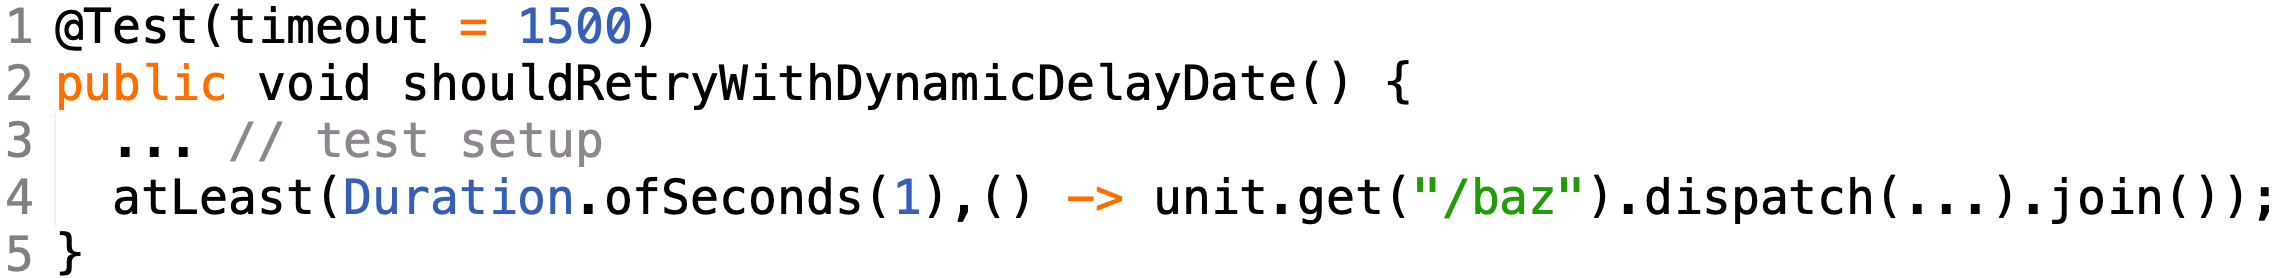 1 @Test(timeout = 1500)
2 public void shouldRetryWithDynamicDelayDate() {
3   ... // test setup
4   atLeast(Duration.ofSeconds(1),() -> unit.get("/baz").dispatch(...).join());
5 }